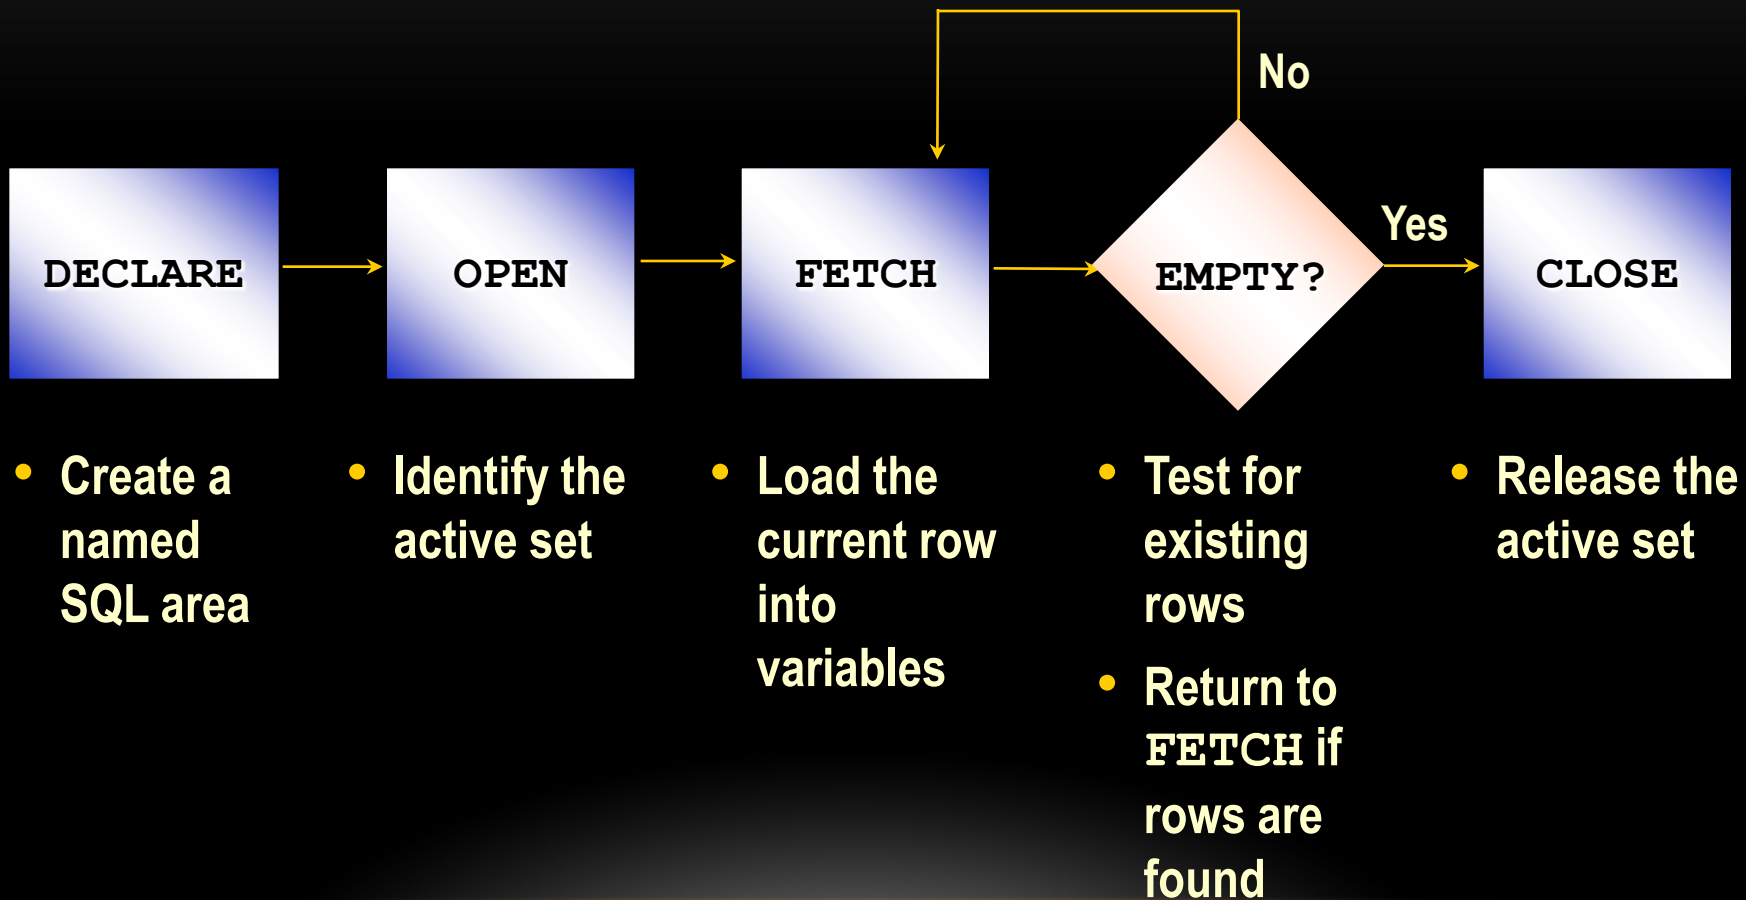 No
Yes
DECLARE
OPEN
FETCH
EMPTY?
CLOSE
• Create a
named
SQL area
• Identify the
active set
• Load the
current row
into
variables
• Test for
existing
rows
• Return to
FETCH if
rows are
found
• Release the
active set